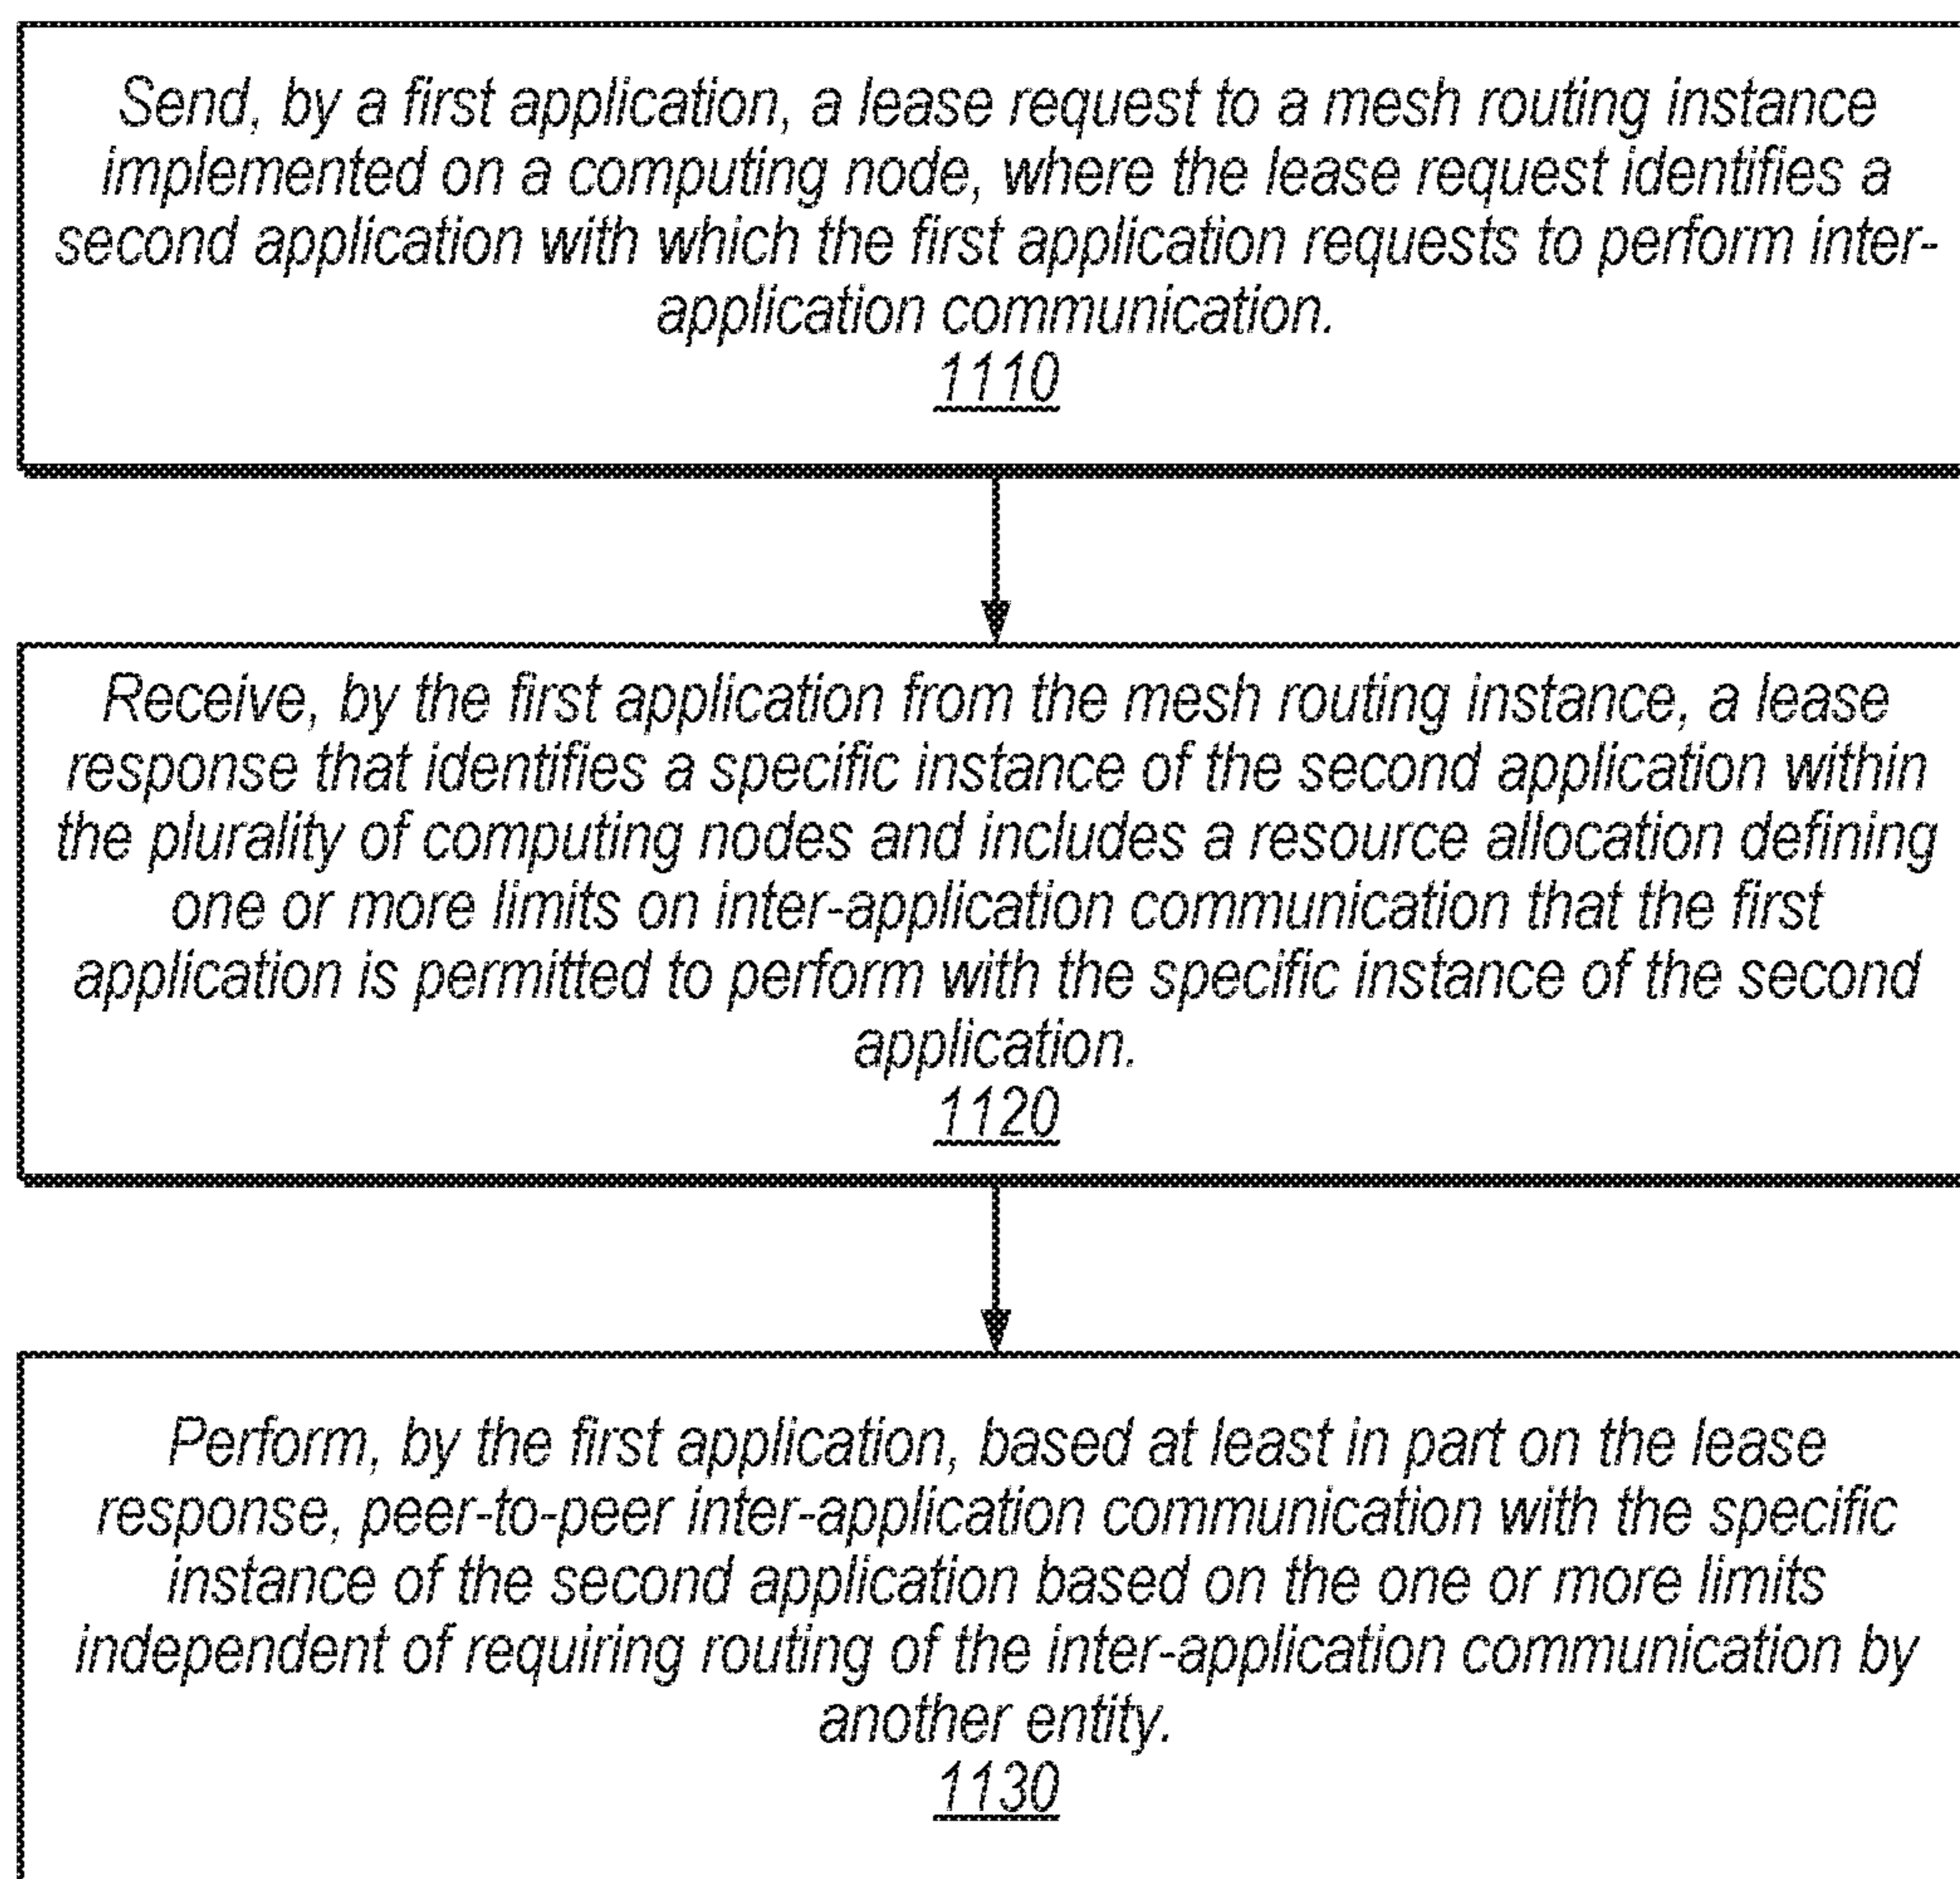 Send, by a first application, a lease request to a mesh routing instance
implemented on a computing node, where the lease request identifies a
second application with which the first application requests to perform inter-
application communication.
1110
Receive, by the first application from the mesh routing instance, a lease
response that identifies a specific instance of the second application within
the plurality of computing nodes and includes a resource allocation defining
one or more limits on inter-application communication that the first
application is permitted to perform with the specific instance of the second
application.
1120
Perform, by the first application, based at least in part on the lease
response, peer-to-peer inter-application communication with the specific
instance of the second application based on the one or more limits
independent of requiring routing of the inter-application communication by
another entity.
1130